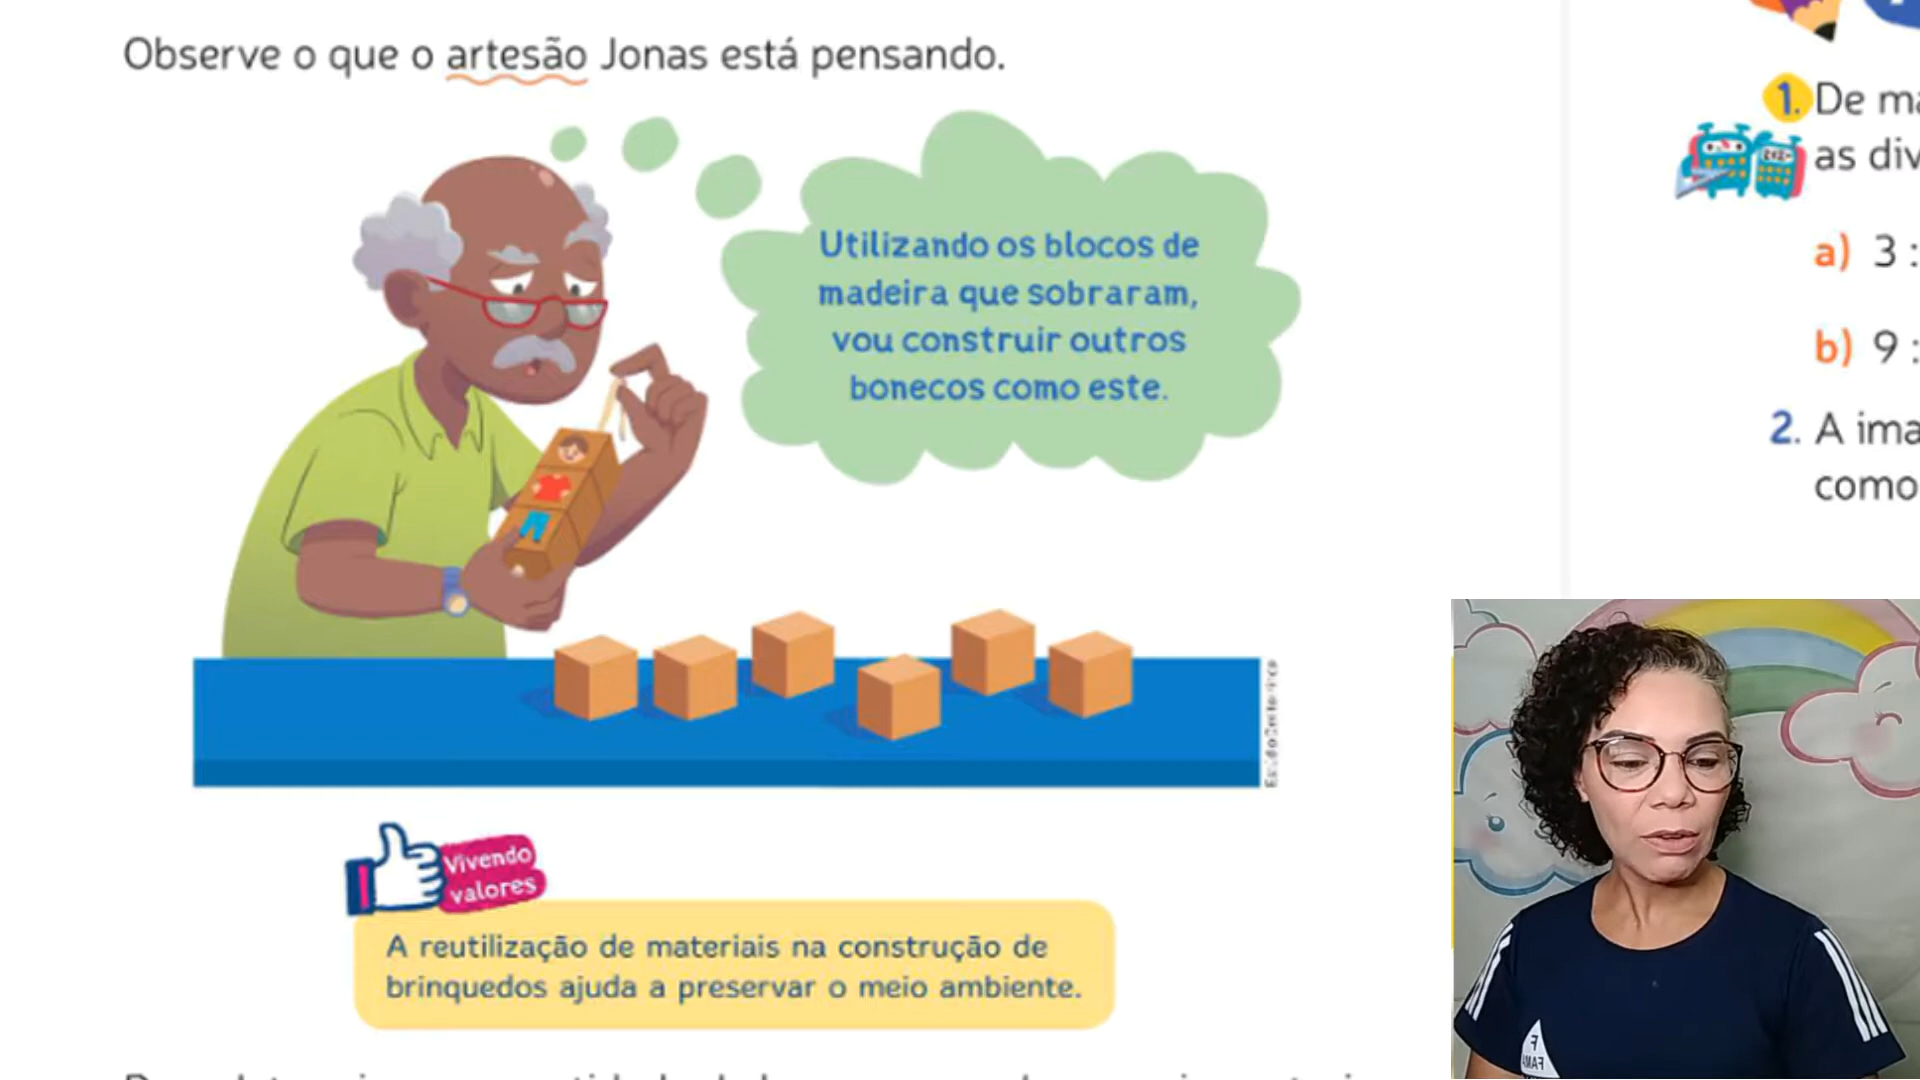 Observe o que o artesão Jonas está pensando.
Utilizando os blocos de
madeira que sobraram,
vou construir outros
bonecos como este.
Vivendo
valores
A reutilização de materiais na construção de
brinquedos ajuda a preservar o meio ambiente.
1. De
as
a) 3 :
b) 9 :
2. A
como